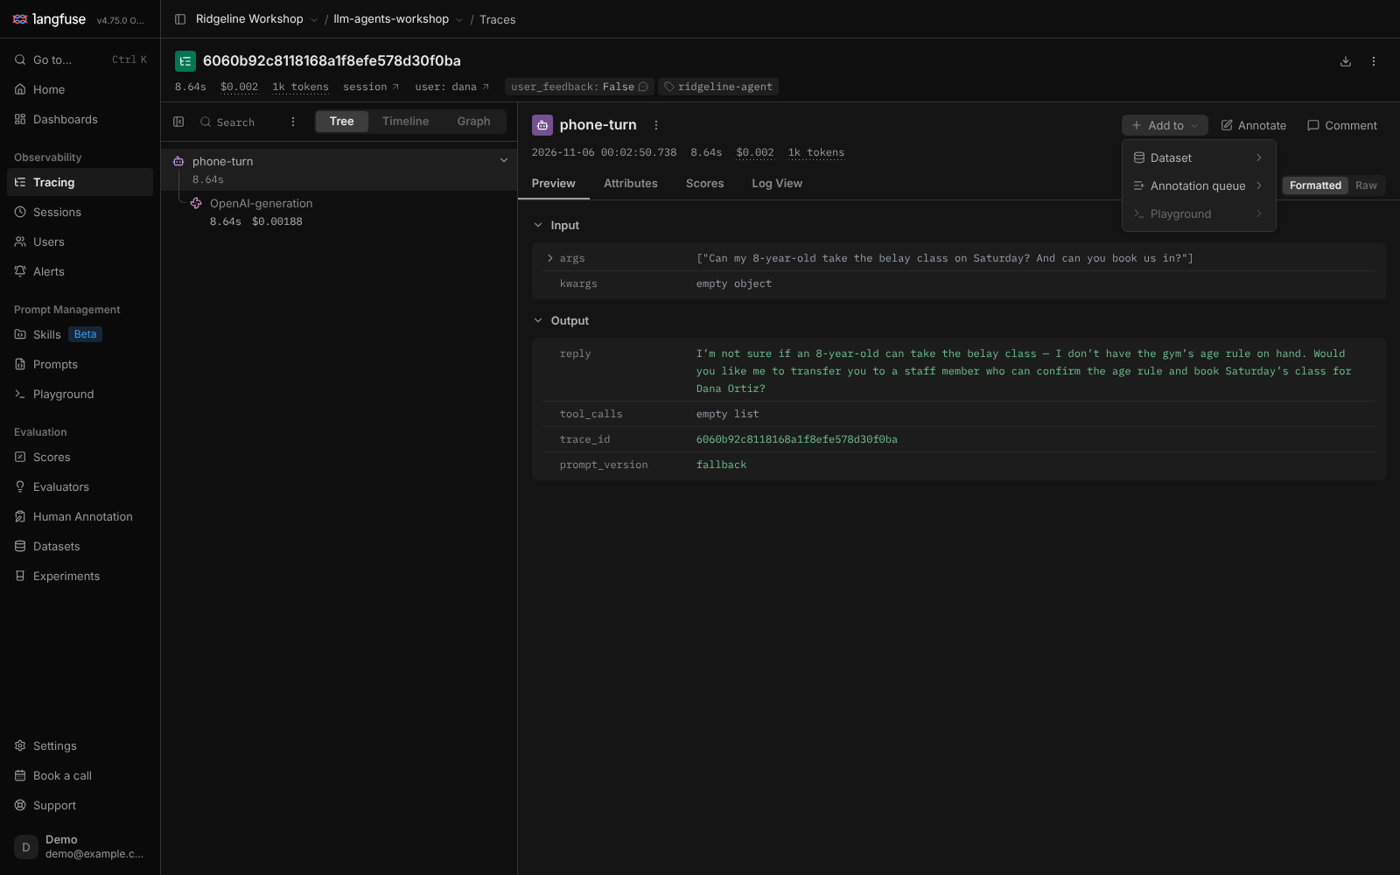 langfuse v4.75.0 O...
Ridgeline Workshop / llm-agents-workshop / Traces
Go to... Ctrl K
Home
Dashboards
Observability
Tracing
Sessions
Users
Alerts
Prompt Management
Skills Beta
Prompts
Playground
Evaluation
Scores
Evaluators
Human Annotation
Datasets
Experiments
Settings
Book a call
Support
D
Demo
demo@example.c...
6060b92c8118168a1f8efe578d30f0ba
8.64s $0.002 1k tokens session ↗ user: dana ↗ user_feedback: False ridgeline-agent
Search Tree Timeline Graph
phone-turn
8.64s
OpenAI-generation
8.64s $0.00188
phone-turn
Add to Annotate Comment
2026-11-06 00:02:50.738 8.64s $0.002 1k tokens
Dataset
Annotation queue
Playground
Preview Attributes Scores Log View Formatted Raw
Input
args ["Can my 8-year-old take the belay class on Saturday? And can you book us in?"]
kwargs empty object
Output
reply I’m not sure if an 8-year-old can take the belay class — I don’t have the gym’s age rule on hand. Would
you like me to transfer you to a staff member who can confirm the age rule and book Saturday’s class for
Dana Ortiz?
tool_calls empty list
trace_id 6060b92c8118168a1f8efe578d30f0ba
prompt_version fallback